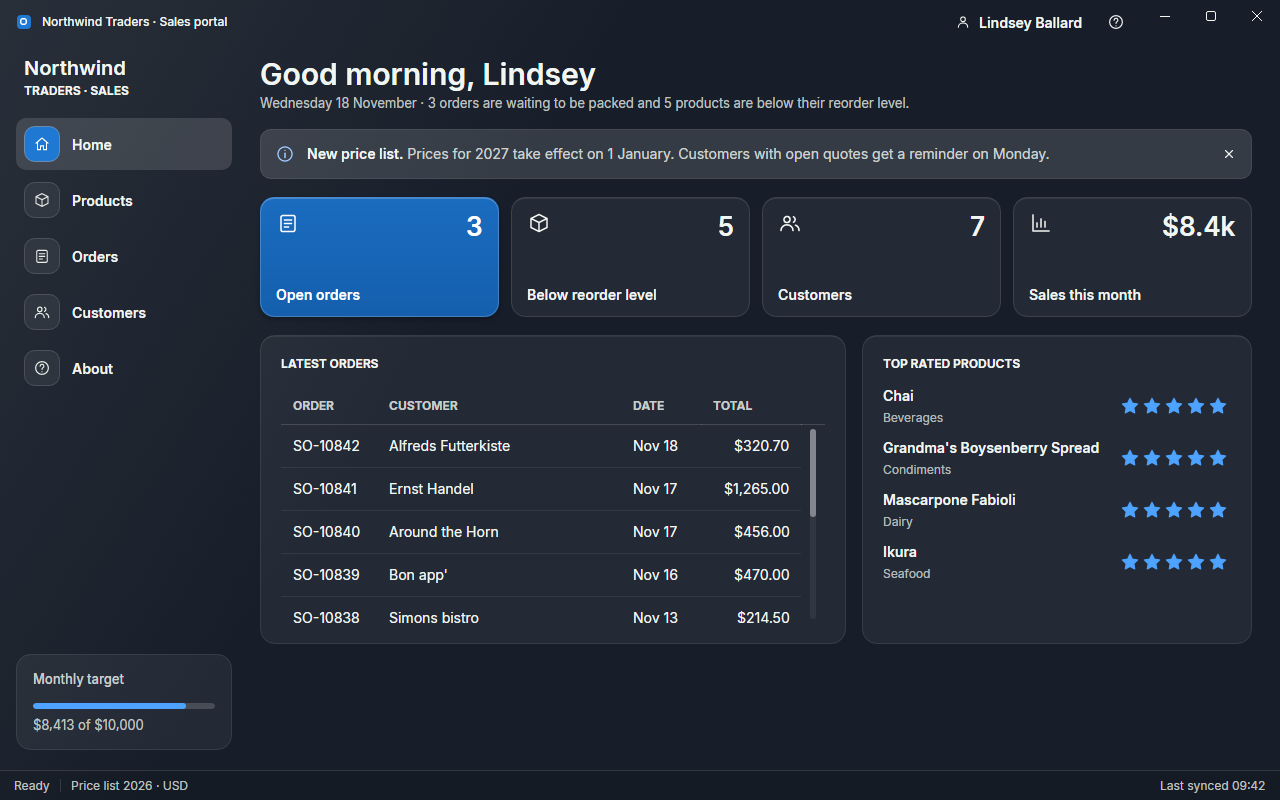 Northwind Traders · Sales portal
Lindsey Ballard
Northwind
TRADERS · SALES
Home
Products
Orders
Customers
About
Monthly target
$8,413 of $10,000
Good morning, Lindsey
Wednesday 18 November · 3 orders are waiting to be packed and 5 products are below their reorder level.
New price list. Prices for 2027 take effect on 1 January. Customers with open quotes get a reminder on Monday.
3
Open orders
5
Below reorder level
7
Customers
$8.4k
Sales this month
LATEST ORDERS
ORDER CUSTOMER DATE TOTAL
SO-10842 Alfreds Futterkiste Nov 18 $320.70
SO-10841 Ernst Handel Nov 17 $1,265.00
SO-10840 Around the Horn Nov 17 $456.00
SO-10839 Bon app' Nov 16 $470.00
SO-10838 Simons bistro Nov 13 $214.50
TOP RATED PRODUCTS
Chai
Beverages
Grandma's Boysenberry Spread
Condiments
Mascarpone Fabioli
Dairy
Ikura
Seafood
Ready
Price list 2026 · USD
Last synced 09:42